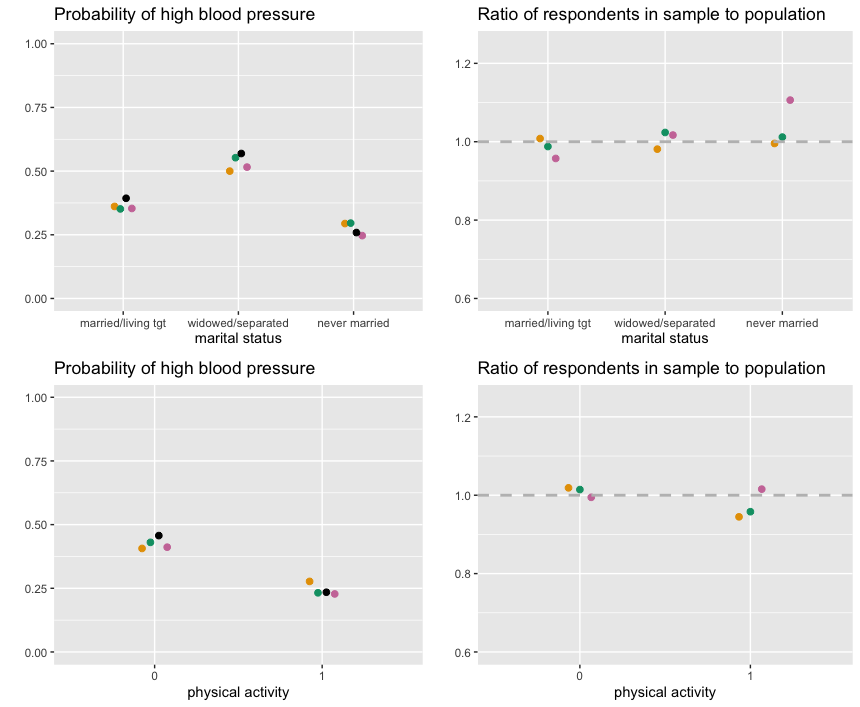 Probability of high blood pressure
1.00
0.75
0.50
0.25
0.00
married/living tgt widowed/separated never married
marital status
Ratio of respondents in sample to population
1.2
1.0
0.8
0.6
married/living tgt widowed/separated never married
marital status
Probability of high blood pressure
1.00
0.75
0.50
0.25
0.00
0 1
physical activity
Ratio of respondents in sample to population
1.2
1.0
0.8
0.6
0 1
physical activity